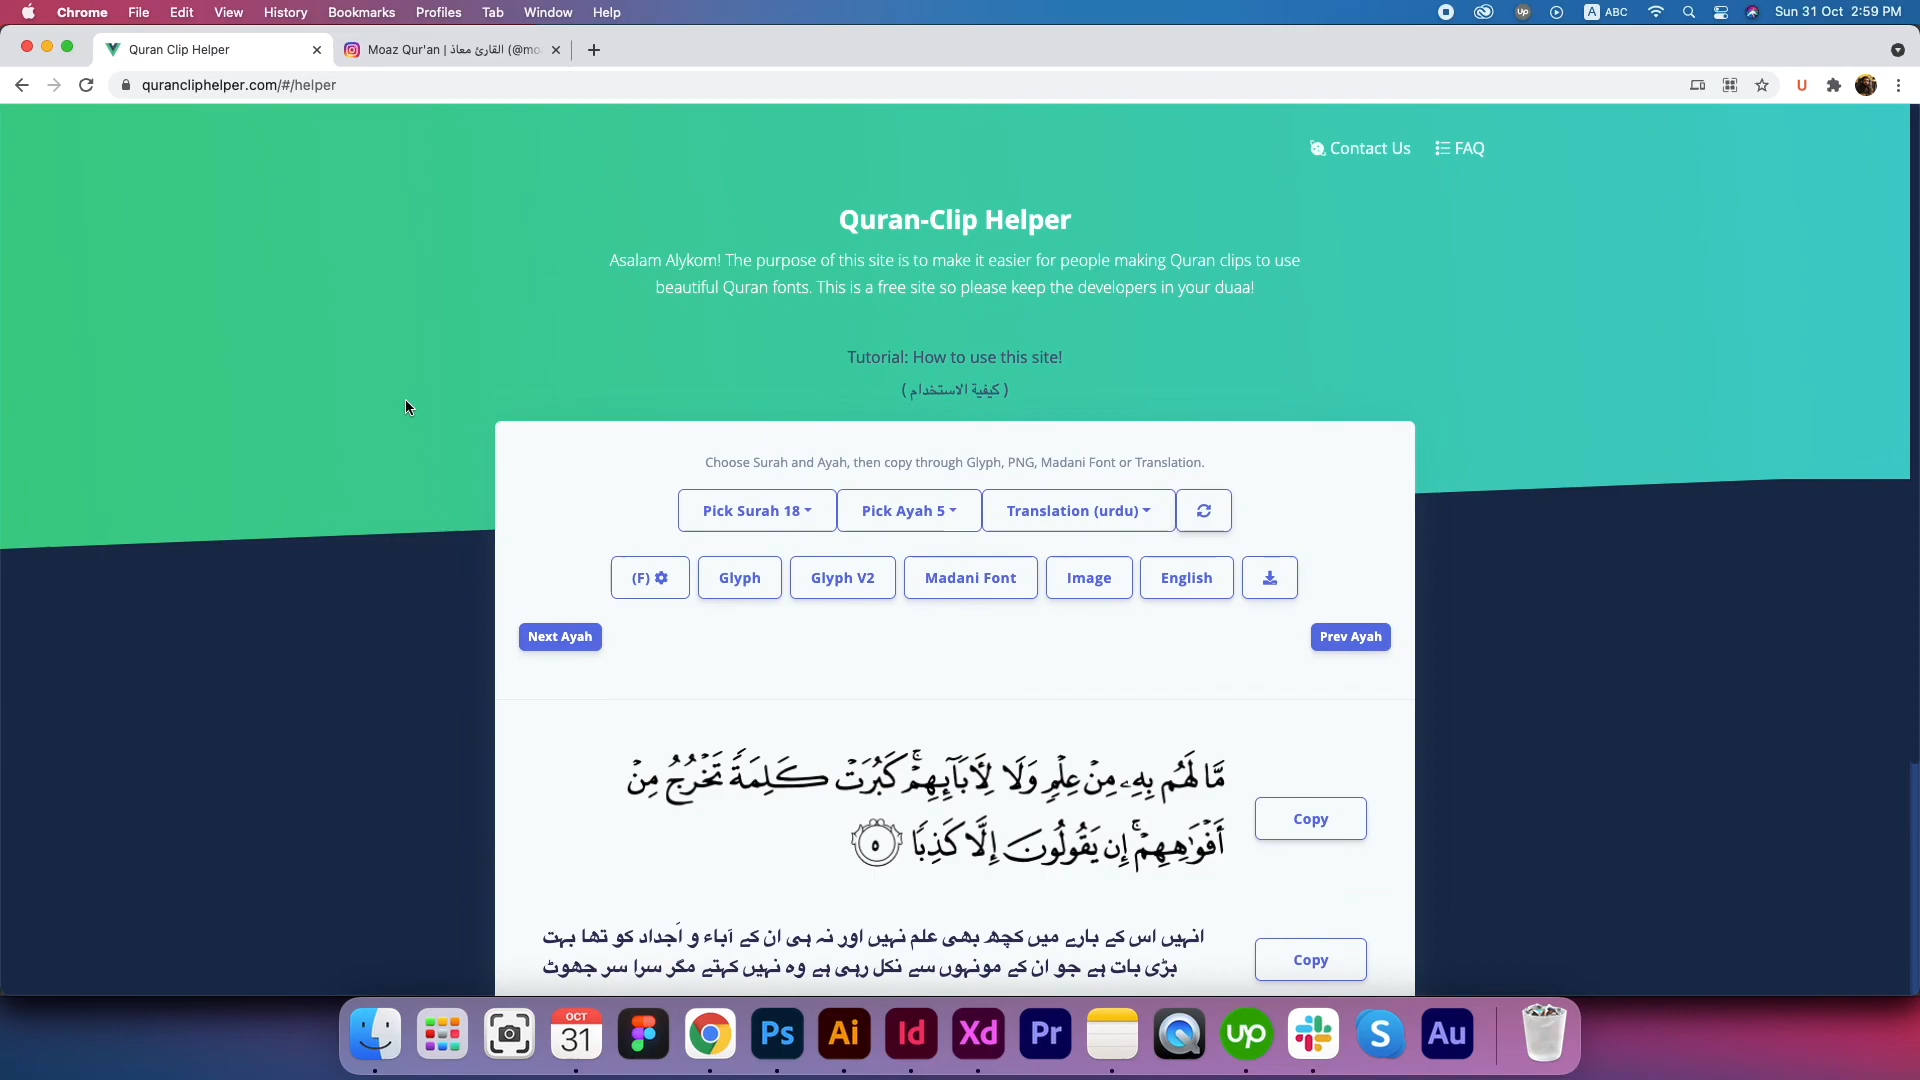 Chrome File Edit View History Bookmarks Profiles Tab Window Help
Up A ABC Sun 31 Oct 2:59 PM
Quran Clip Helper
Moaz Qur'an | القارئ معاذ (@mo
qurancliphelper.com/#/helper
Contact Us FAQ
Quran-Clip Helper
Asalam Alykom! The purpose of this site is to make it easier for people making Quran clips to use
beautiful Quran fonts. This is a free site so please keep the developers in your duaa!
Tutorial: How to use this site!
( كيفية الاستخدام )
Choose Surah and Ayah, then copy through Glyph, PNG, Madani Font or Translation.
Pick Surah 18 Pick Ayah 5 Translation (urdu)
(F) Glyph Glyph V2 Madani Font Image English
Next Ayah Prev Ayah
مَّا لَهُم بِهِۦ مِنْ عِلْمٍ وَلَا لِأَبَآئِهِمْۚ كَبُرَتْ كَلِمَةً تَخْرُجُ مِنْ
أَفْوَٰهِهِمْۚ إِن يَقُولُونَ إِلَّا كَذِبًا ٥
Copy
انہیں اس کے بارے میں کچھ بھی علم نہیں اور نہ ہی ان کے آباء و اَجداد کو تھا بہت
بڑی بات ہے جو ان کے مونہوں سے نکل رہی ہے وہ نہیں کہتے مگر سرا سر جھوٹ
Copy
OCT
31
Ps Ai Id Xd Pr up S Au